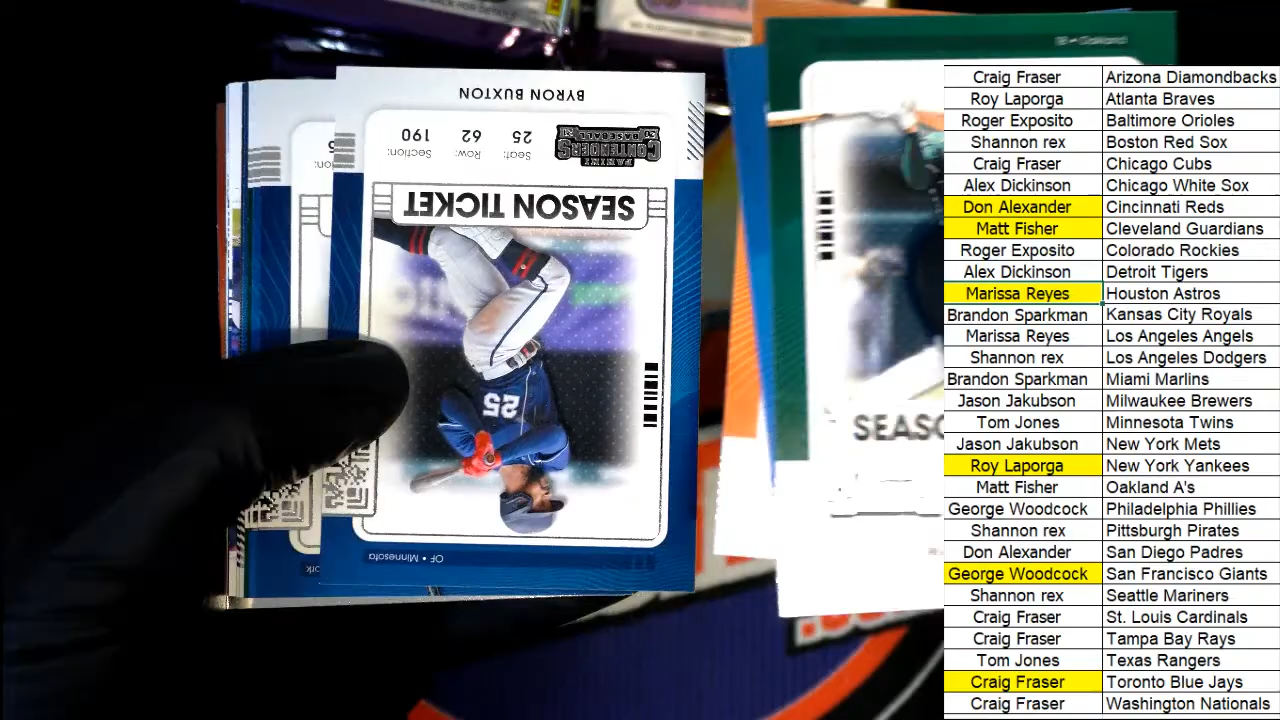 BYRON BUXTON
190 62 25
Section: Row: Seat:
PANINI
CONTENDERS
BASEBALL
SEASON TICKET
25
OF • Minnesota
Oakland
SEAS
Craig Fraser Arizona Diamondbacks
Roy Laporga Atlanta Braves
Roger Exposito Baltimore Orioles
Shannon rex Boston Red Sox
Craig Fraser Chicago Cubs
Alex Dickinson Chicago White Sox
Don Alexander Cincinnati Reds
Matt Fisher Cleveland Guardians
Roger Exposito Colorado Rockies
Alex Dickinson Detroit Tigers
Marissa Reyes Houston Astros
Brandon Sparkman Kansas City Royals
Marissa Reyes Los Angeles Angels
Shannon rex Los Angeles Dodgers
Brandon Sparkman Miami Marlins
Jason Jakubson Milwaukee Brewers
Tom Jones Minnesota Twins
Jason Jakubson New York Mets
Roy Laporga New York Yankees
Matt Fisher Oakland A's
George Woodcock Philadelphia Phillies
Shannon rex Pittsburgh Pirates
Don Alexander San Diego Padres
George Woodcock San Francisco Giants
Shannon rex Seattle Mariners
Craig Fraser St. Louis Cardinals
Craig Fraser Tampa Bay Rays
Tom Jones Texas Rangers
Craig Fraser Toronto Blue Jays
Craig Fraser Washington Nationals